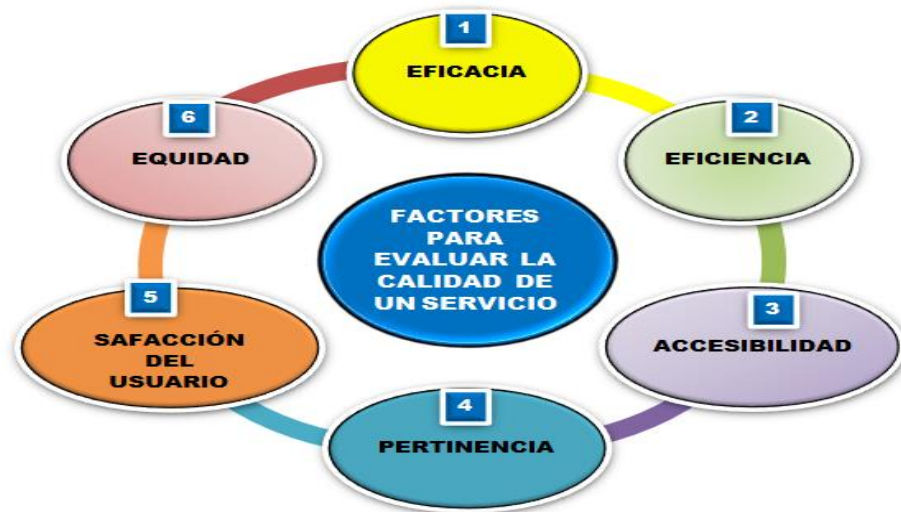 1
EFICACIA
2
EFICIENCIA
3
ACCESIBILIDAD
4
PERTINENCIA
5
SAFACCIÓN
DEL
USUARIO
6
EQUIDAD
FACTORES
PARA
EVALUAR LA
CALIDAD DE
UN SERVICIO